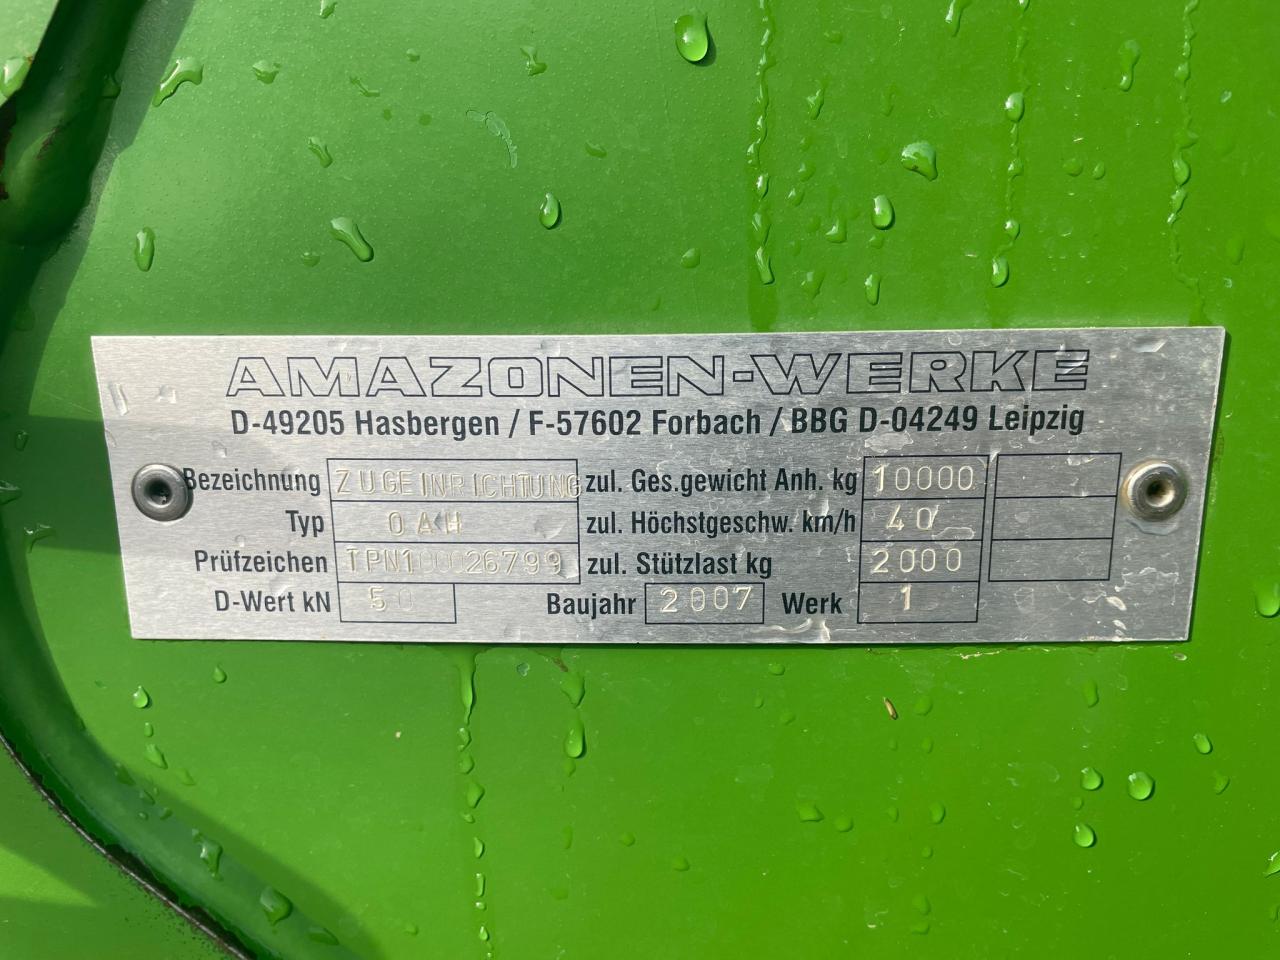 AMAZONEN-WERKE
D-49205 Hasbergen / F-57602 Forbach / BBG D-04249 Leipzig
Bezeichnung ZUGEINRICHTUNG zul. Ges.gewicht Anh. kg 10000
Typ OAH zul. Höchstgeschw. km/h 40
Prüfzeichen TPN100026799 zul. Stützlast kg 2000
D-Wert kN 50 Baujahr 2007 Werk 1